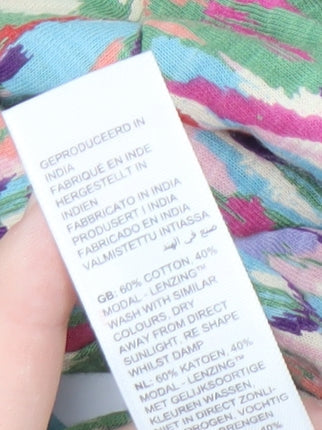 GEPRODUCEERD IN
INDIA
FABRIQUE EN INDE
HERGESTELLT IN
INDIEN
FABBRICATO IN INDIA
PRODUSERT I INDIA
FABRICADO EN INDIA
VALMISTETTU INTIASSA
صنع في الهند
GB: 60% COTTON, 40%
MODAL - LENZING™
WASH WITH SIMILAR
COLOURS, DRY
AWAY FROM DIRECT
SUNLIGHT, RE SHAPE
WHILST DAMP
NL: 60% KATOEN, 40%
MODAL - LENZING™
MET GELIJKSOORTIGE
KLEUREN WASSEN,
NIET IN DIRECT ZONLI-
DROGEN, VOCHTIG